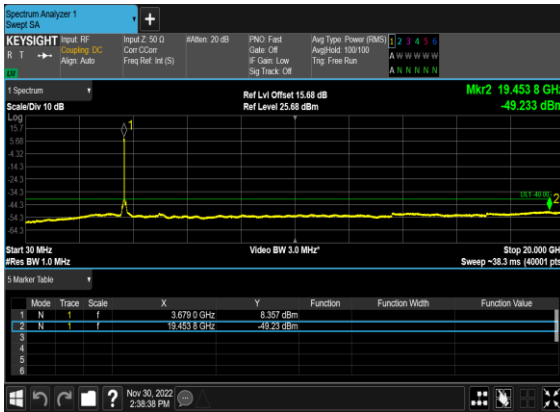 Spectrum Analyzer 1
Swept SA
+
KEYSIGHT
R T
Input: RF
Coupling: DC
Align: Auto
Input Z: 50 Ω
Corr CCorr
Freq Ref: Int (S)
#Atten: 20 dB
PNO: Fast
Gate: Off
IF Gain: Low
Sig Track: Off
Avg Type: Power (RMS)
Avg|Hold: 100/100
Trig: Free Run
1 2 3 4 5 6
A W W W W W
A N N N N N
1 Spectrum
Scale/Div 10 dB
Ref Lvl Offset 15.68 dB
Ref Level 25.68 dBm
Mkr2 19.453 8 GHz
-49.233 dBm
Log
15.7
5.68
-4.32
-14.3
-24.3
-34.3
-44.3
-54.3
-64.3
1
2
Start 30 MHz
#Res BW 1.0 MHz
Video BW 3.0 MHz*
Stop 20.000 GHz
Sweep ~38.3 ms (40001 pts)
5 Marker Table
Mode Trace Scale X Y Function Function Width Function Value
1 N 1 f 3.679 0 GHz 8.357 dBm
2 N 1 f 19.453 8 GHz -49.23 dBm
3
4
5
6
?
Nov 30, 2022
2:38:38 PM